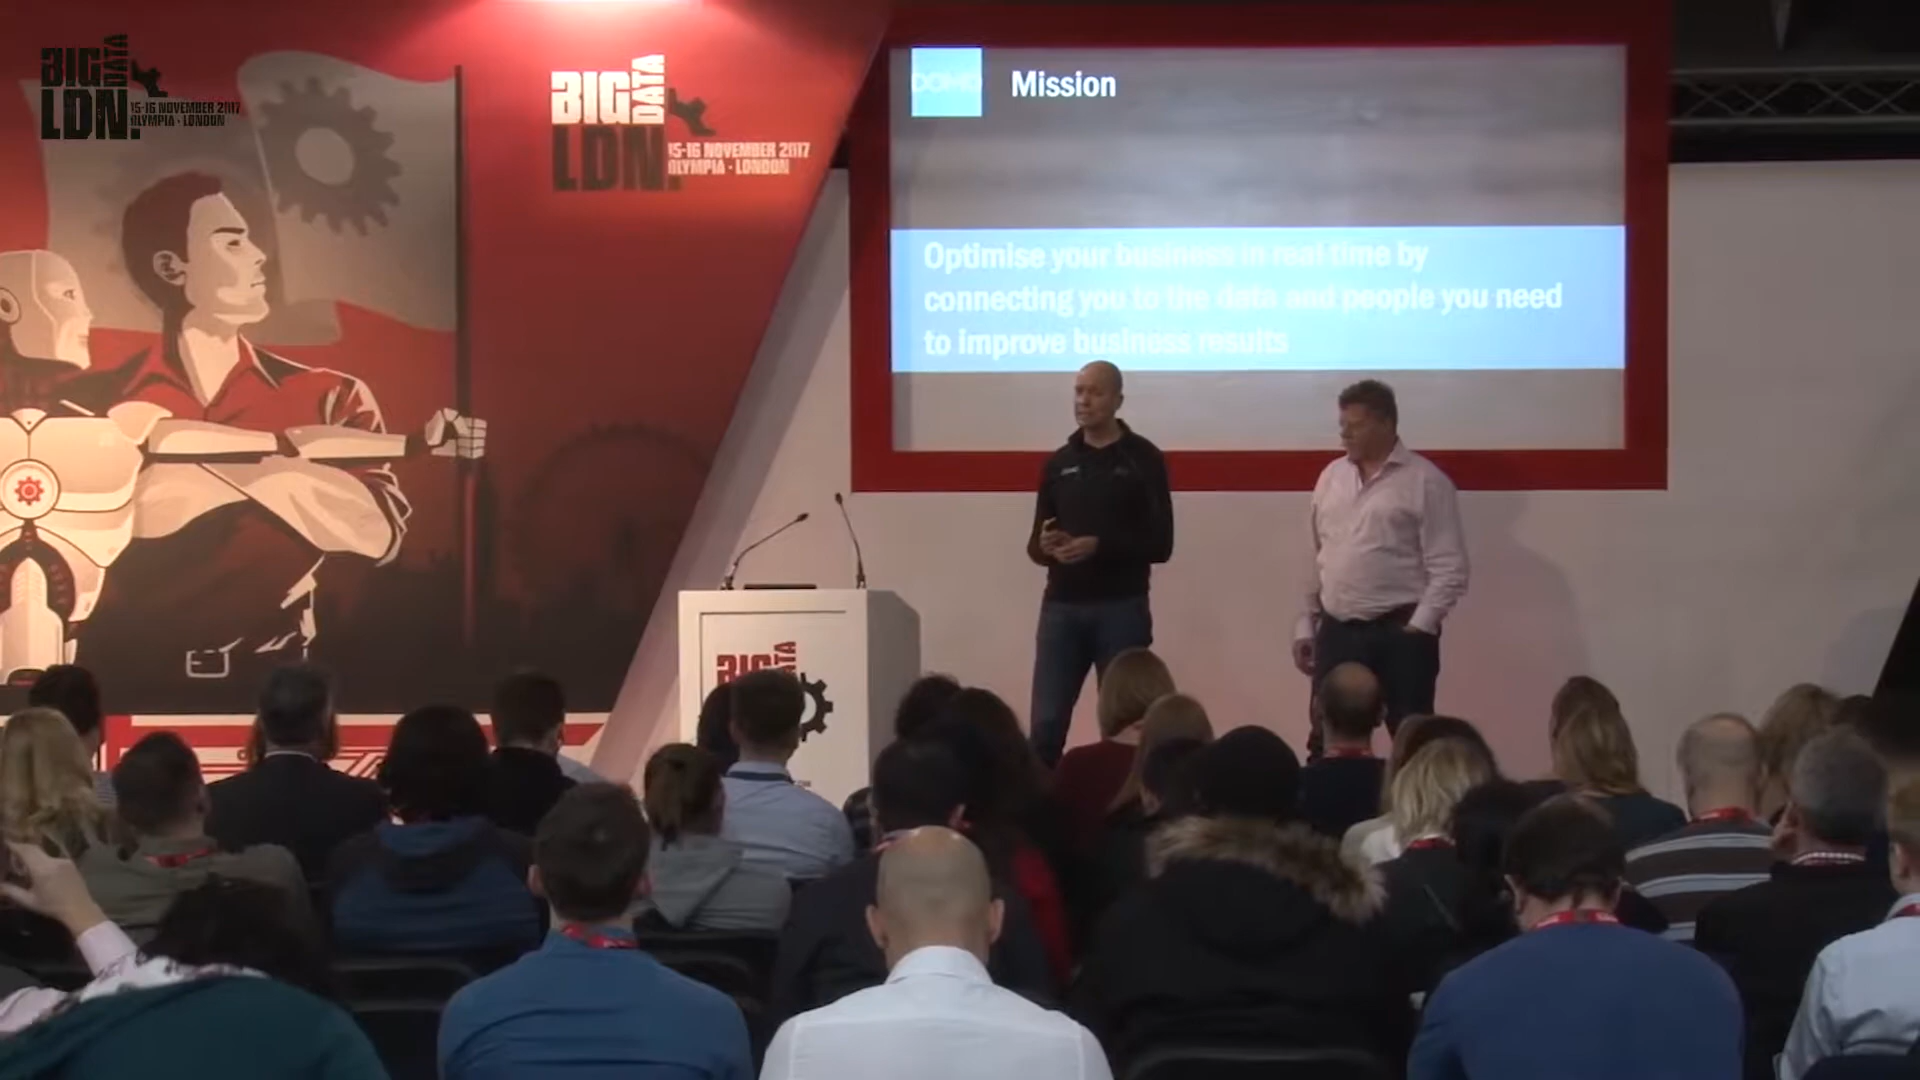 BIG DATA
LDN.
15-16 NOVEMBER 2017
OLYMPIA · LONDON
BIG DATA
LDN.
15-16 NOVEMBER 2017
OLYMPIA · LONDON
DOMO
Mission
Optimise your business in real time by
connecting you to the data and people you need
to improve business results
BIG DATA